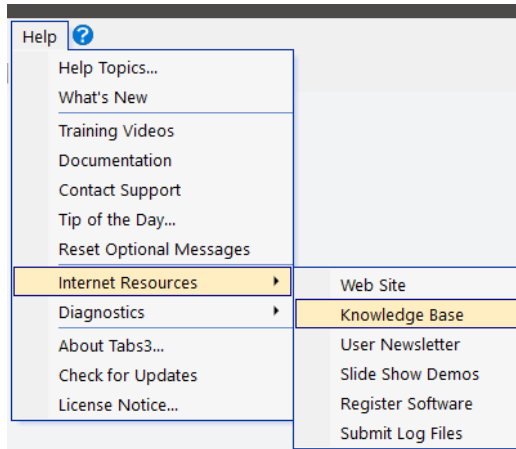 Help
Help Topics...
What's New
Training Videos
Documentation
Contact Support
Tip of the Day...
Reset Optional Messages
Internet Resources
Diagnostics
About Tabs3...
Check for Updates
License Notice...
Web Site
Knowledge Base
User Newsletter
Slide Show Demos
Register Software
Submit Log Files